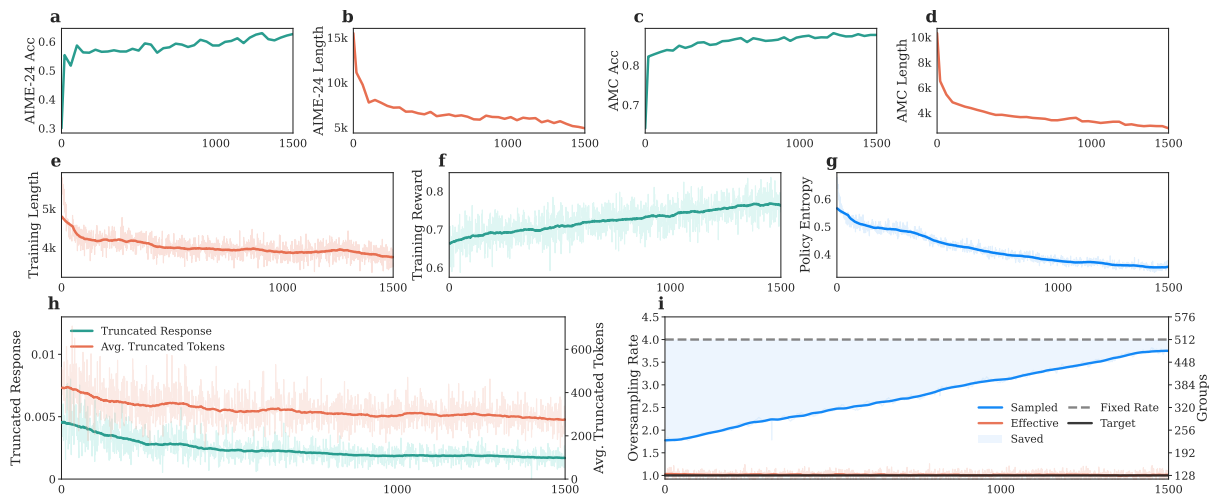 a
AIME-24 Acc
0.6
0.5
0.4
0.3
0
1000
1500
b
AIME-24 Length
15k
10k
5k
0
1000
1500
c
AMC Acc
0.8
0.7
0
1000
1500
d
AMC Length
10k
8k
6k
4k
0
1000
1500
e
Training Length
5k
4k
0
1000
1500
f
Training Reward
0.8
0.7
0.6
0
1000
1500
g
Policy Entropy
0.6
0.5
0.4
0
1000
1500
h
Truncated Response
0.01
0.005
0
Truncated Response
Avg. Truncated Tokens
600
400
200
0
Avg. Truncated Tokens
0
1000
1500
i
Oversampling Rate
4.5
4.0
3.5
3.0
2.5
2.0
1.5
1.0
Sampled
Effective
Saved
Fixed Rate
Target
576
512
448
384
320
256
192
128
Groups
0
1000
1500